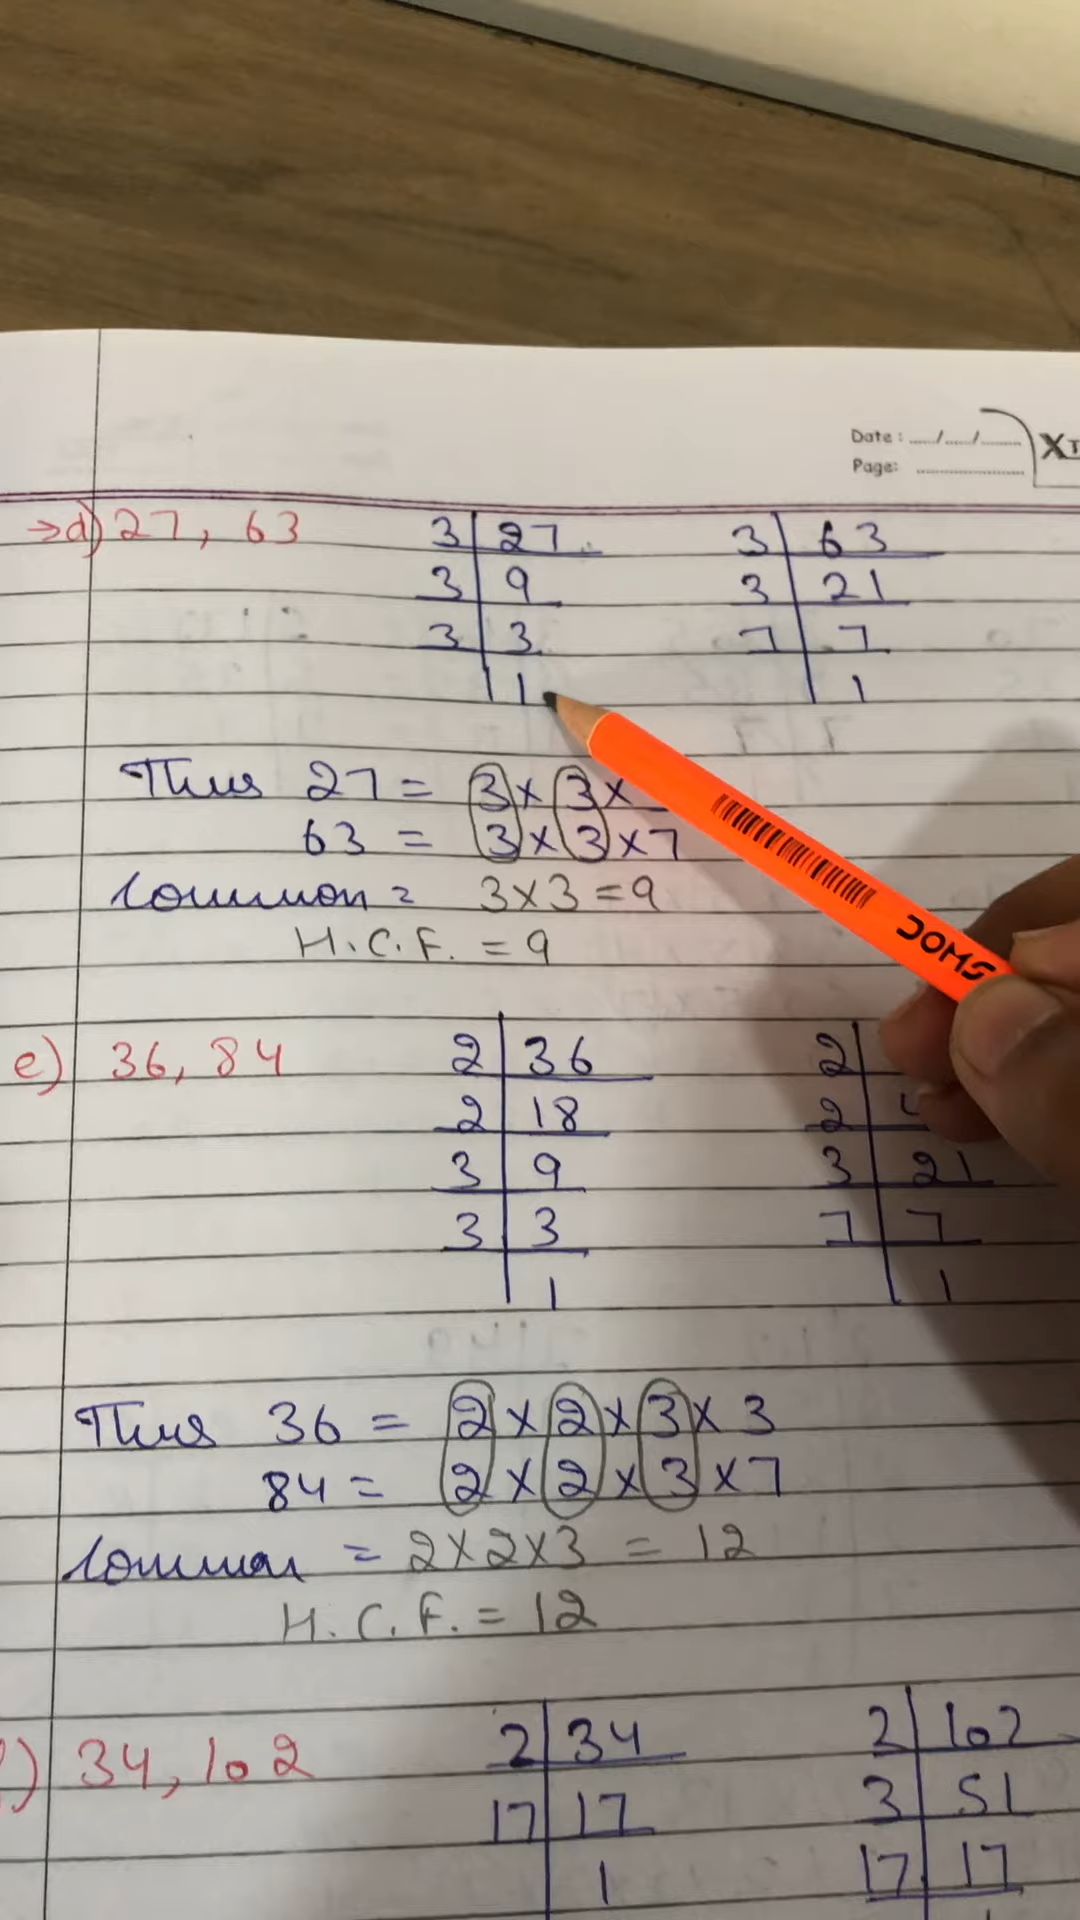 Date : ..../..../.......
Page: .....................
→d) 27, 63
3 | 27
3 | 9
3 | 3
1
3 | 63
3 | 21
7 | 7
1
Thus 27 = 3 × 3 ×
63 = 3 × 3 × 7
Common = 3 × 3 = 9
H.C.F. = 9
DOMS
e) 36, 84
2 | 36
2 | 18
3 | 9
3 | 3
1
2 |
2 |
3 | 21
7 | 7
1
Thus 36 = 2 × 2 × 3 × 3
84 = 2 × 2 × 3 × 7
Common = 2 × 2 × 3 = 12
H.C.F. = 12
) 34, 102
2 | 34
17 | 17
1
2 | 102
3 | 51
17 | 17